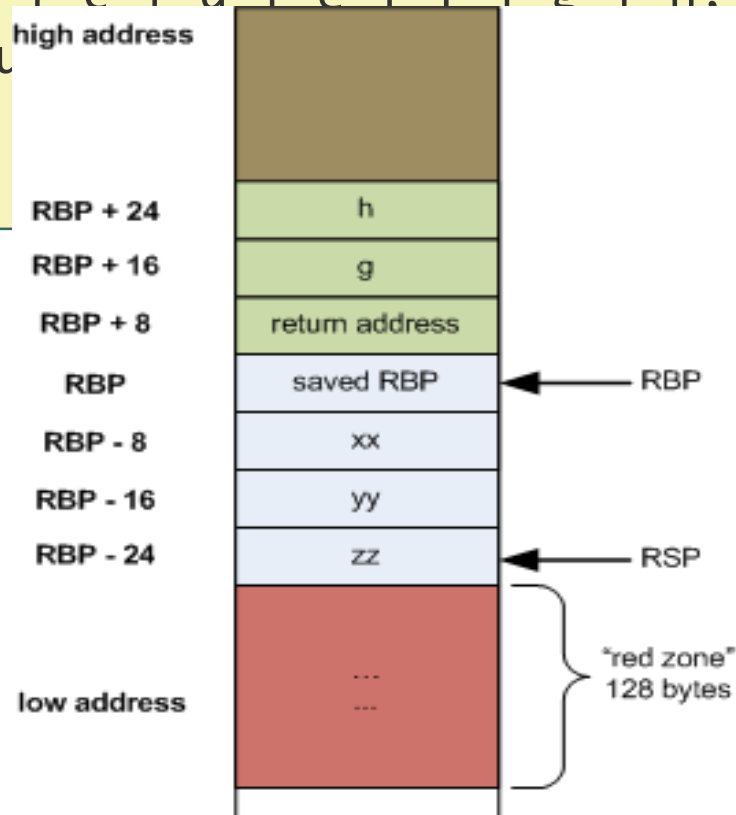 high address
RBP + 24 h
RBP + 16 g
RBP + 8 return address
RBP saved RBP RBP
RBP - 8 xx
RBP - 16 yy
RBP - 24 zz RSP
...
"red zone"
128 bytes
low address
---